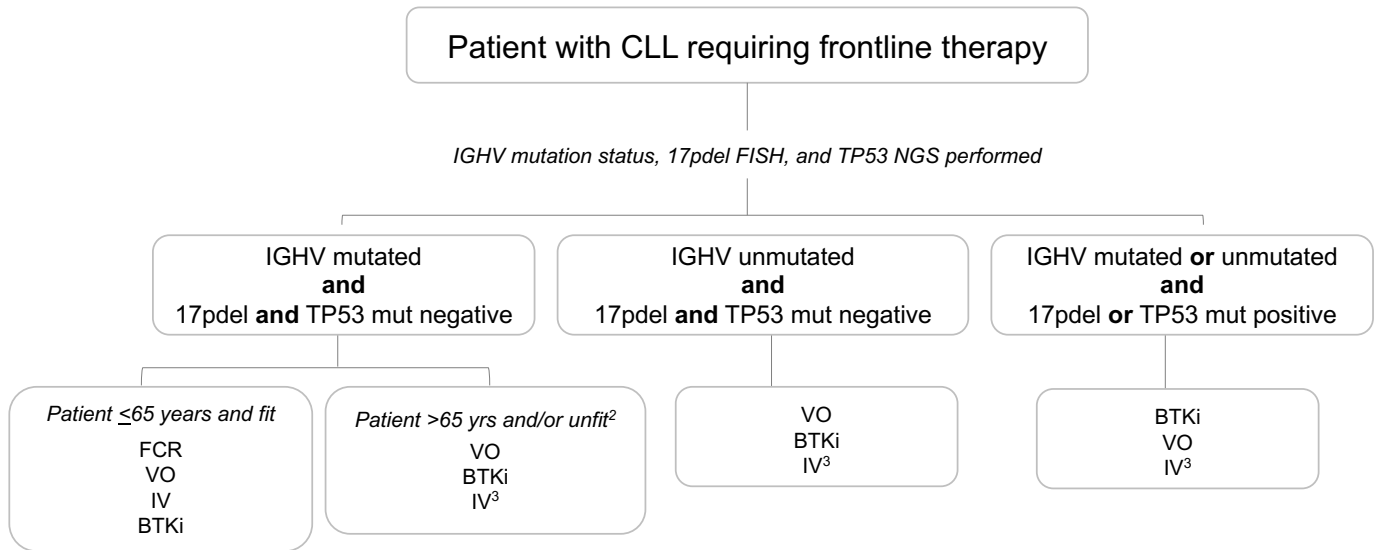 Patient with CLL requiring frontline therapy
IGHV mutation status, 17pdel FISH, and TP53 NGS performed
IGHV mutated
and
17pdel and TP53 mut negative
IGHV unmutated
and
17pdel and TP53 mut negative
IGHV mutated or unmutated
and
17pdel or TP53 mut positive
Patient ≤65 years and fit
FCR
VO
IV
BTKi
Patient >65 yrs and/or unfit²
VO
BTKi
IV³
VO
BTKi
IV³
BTKi
VO
IV³